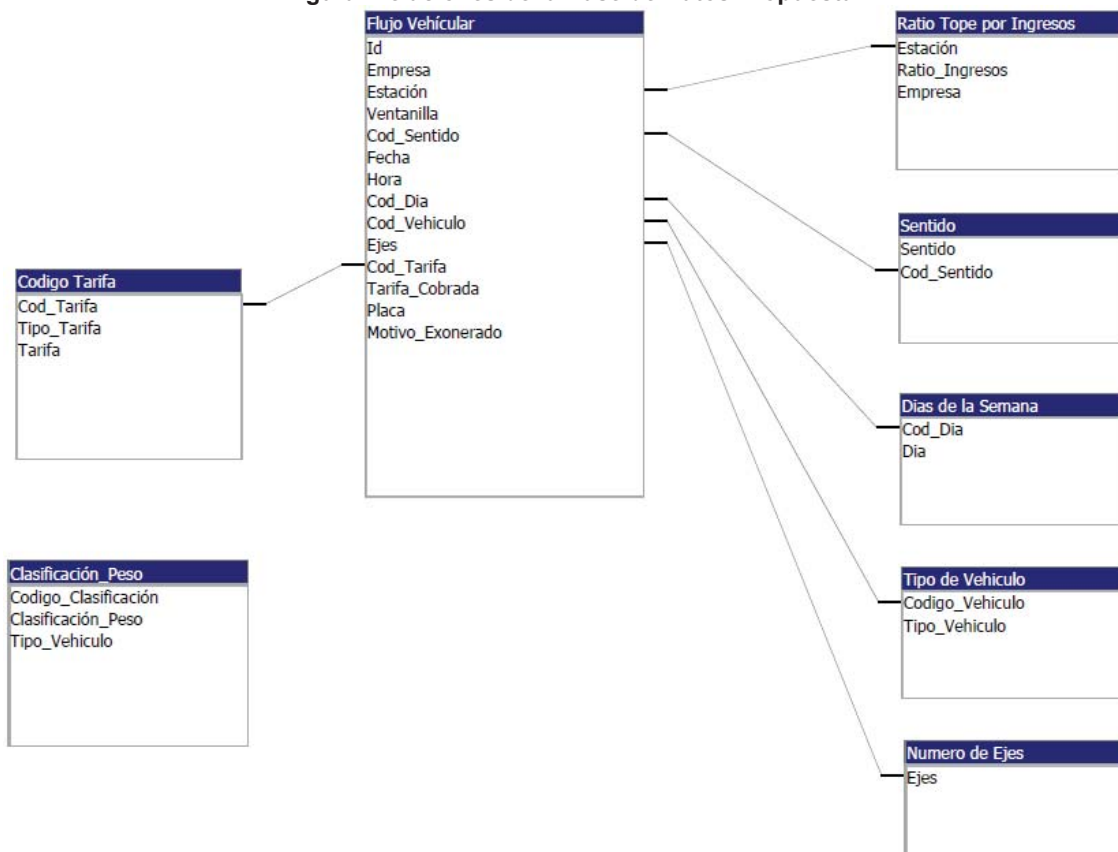 Flujo Vehícular
Id
Empresa
Estación
Ventanilla
Cod_Sentido
Fecha
Hora
Cod_Dia
Cod_Vehiculo
Ejes
Cod_Tarifa
Tarifa_Cobrada
Placa
Motivo_Exonerado
Ratio Tope por Ingresos
Estación
Ratio_Ingresos
Empresa
Sentido
Sentido
Cod_Sentido
Codigo Tarifa
Cod_Tarifa
Tipo_Tarifa
Tarifa
Dias de la Semana
Cod_Dia
Dia
Clasificación_Peso
Codigo_Clasificación
Clasificación_Peso
Tipo_Vehiculo
Tipo de Vehiculo
Codigo_Vehiculo
Tipo_Vehiculo
Numero de Ejes
Ejes